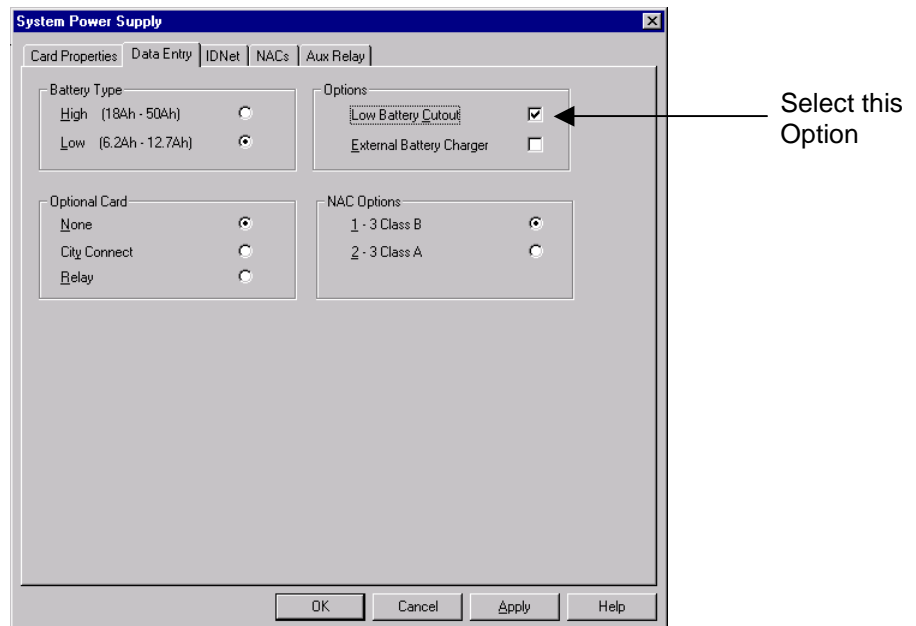 System Power Supply
Card Properties Data Entry IDNet NACs Aux Relay
Battery Type
High (18Ah - 50Ah)
Low (6.2Ah - 12.7Ah)
Options
Low Battery Cutout
External Battery Charger
Select this
Option
Optional Card
None
City Connect
Relay
NAC Options
1 - 3 Class B
2 - 3 Class A
OK Cancel Apply Help